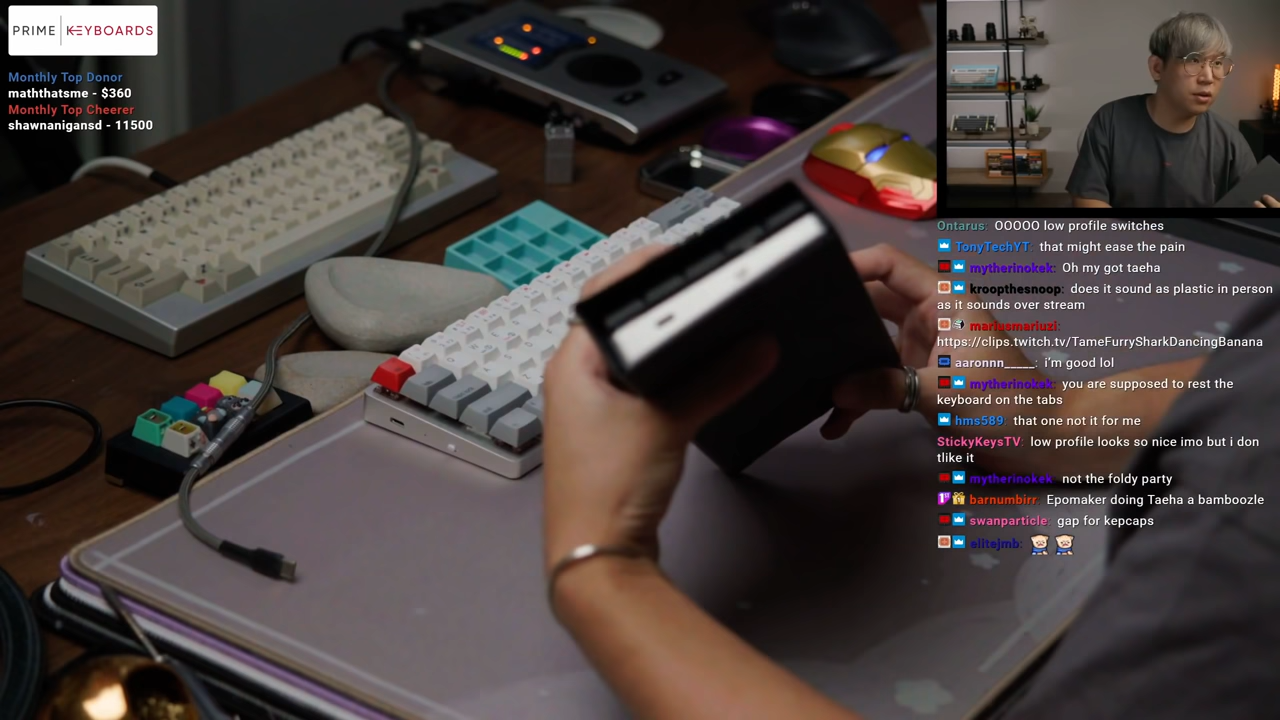 PRIME | KEYBOARDS
Monthly Top Donor
maththatsme - $360
Monthly Top Cheerer
shawnanigansd - 11500
Ontarus: OOOOO low profile switches
TonyTechYT: that might ease the pain
mytherinokek: Oh my got taeha
kroopthesnoop: does it sound as plastic in person
as it sounds over stream
mariusmariuzi:
https://clips.twitch.tv/TameFurrySharkDancingBanana
aaronnn_____: i'm good lol
mytherinokek: you are supposed to rest the
keyboard on the tabs
hms589: that one not it for me
StickyKeysTV: low profile looks so nice imo but i don
tlike it
mytherinokek: not the foldy party
barnumbirr: Epomaker doing Taeha a bamboozle
swanparticle: gap for kepcaps
elitejmb: